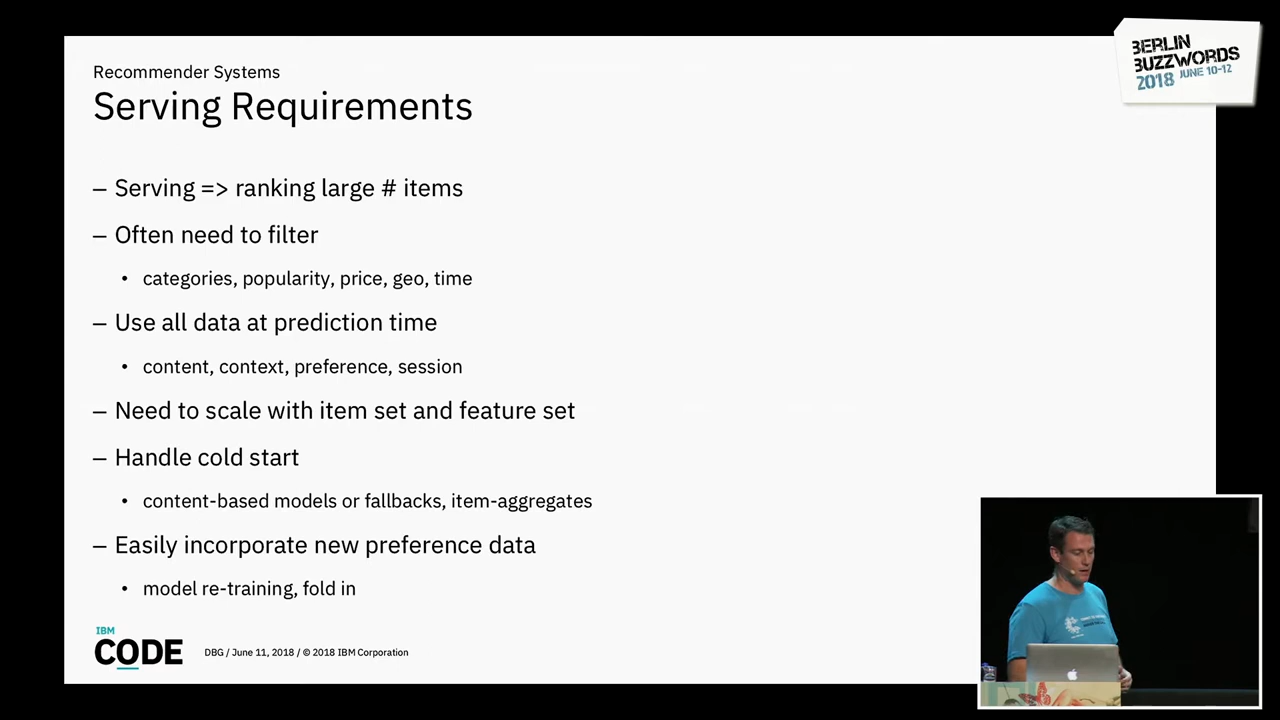 Recommender Systems
Serving Requirements
– Serving => ranking large # items
– Often need to filter
• categories, popularity, price, geo, time
– Use all data at prediction time
• content, context, preference, session
– Need to scale with item set and feature set
– Handle cold start
• content-based models or fallbacks, item-aggregates
– Easily incorporate new preference data
• model re-training, fold in
IBM
CODE
DBG / June 11, 2018 / © 2018 IBM Corporation
BERLIN
BUZZWORDS
2018 JUNE 10-12